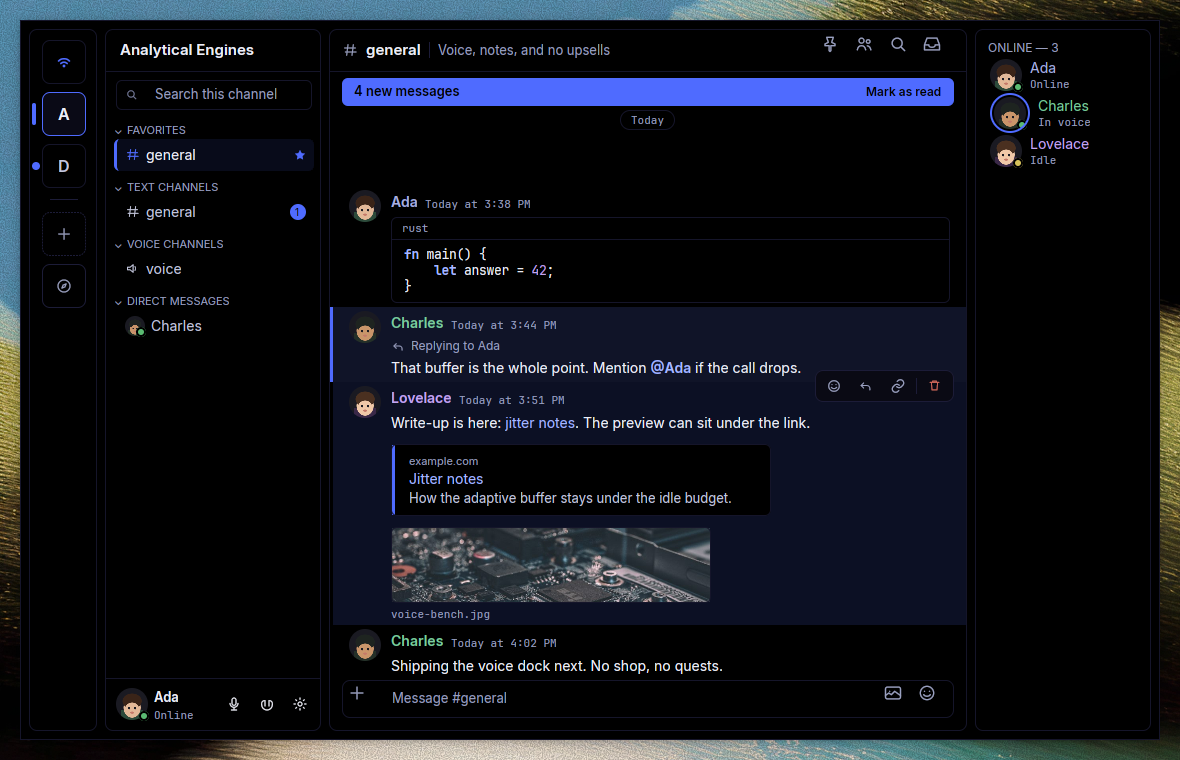 Analytical Engines
Search this channel
A
D
FAVORITES
general
TEXT CHANNELS
general
1
VOICE CHANNELS
voice
DIRECT MESSAGES
Charles
Ada
Online
# general
Voice, notes, and no upsells
4 new messages
Mark as read
Today
Ada Today at 3:38 PM
rust
fn main() {
    let answer = 42;
}
Charles Today at 3:44 PM
Replying to Ada
That buffer is the whole point. Mention @Ada if the call drops.
Lovelace Today at 3:51 PM
Write-up is here: jitter notes. The preview can sit under the link.
example.com
Jitter notes
How the adaptive buffer stays under the idle budget.
voice-bench.jpg
Charles Today at 4:02 PM
Shipping the voice dock next. No shop, no quests.
Message #general
ONLINE — 3
Ada
Online
Charles
In voice
Lovelace
Idle